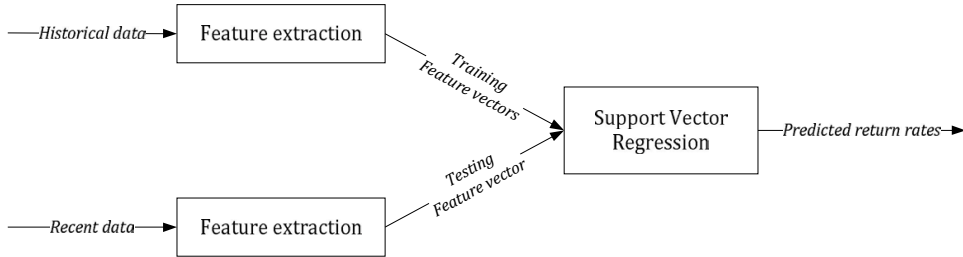 Historical data
Feature extraction
Training
Feature vectors
Support Vector
Regression
Predicted return rates
Testing
Feature vector
Recent data
Feature extraction